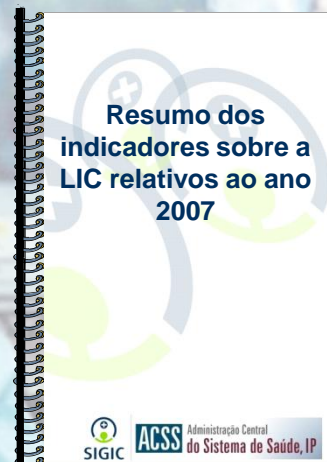 Resumo dos
indicadores sobre a
LIC relativos ao ano
2007
SIGIC
ACSS
Administração Central
do Sistema de Saúde, IP